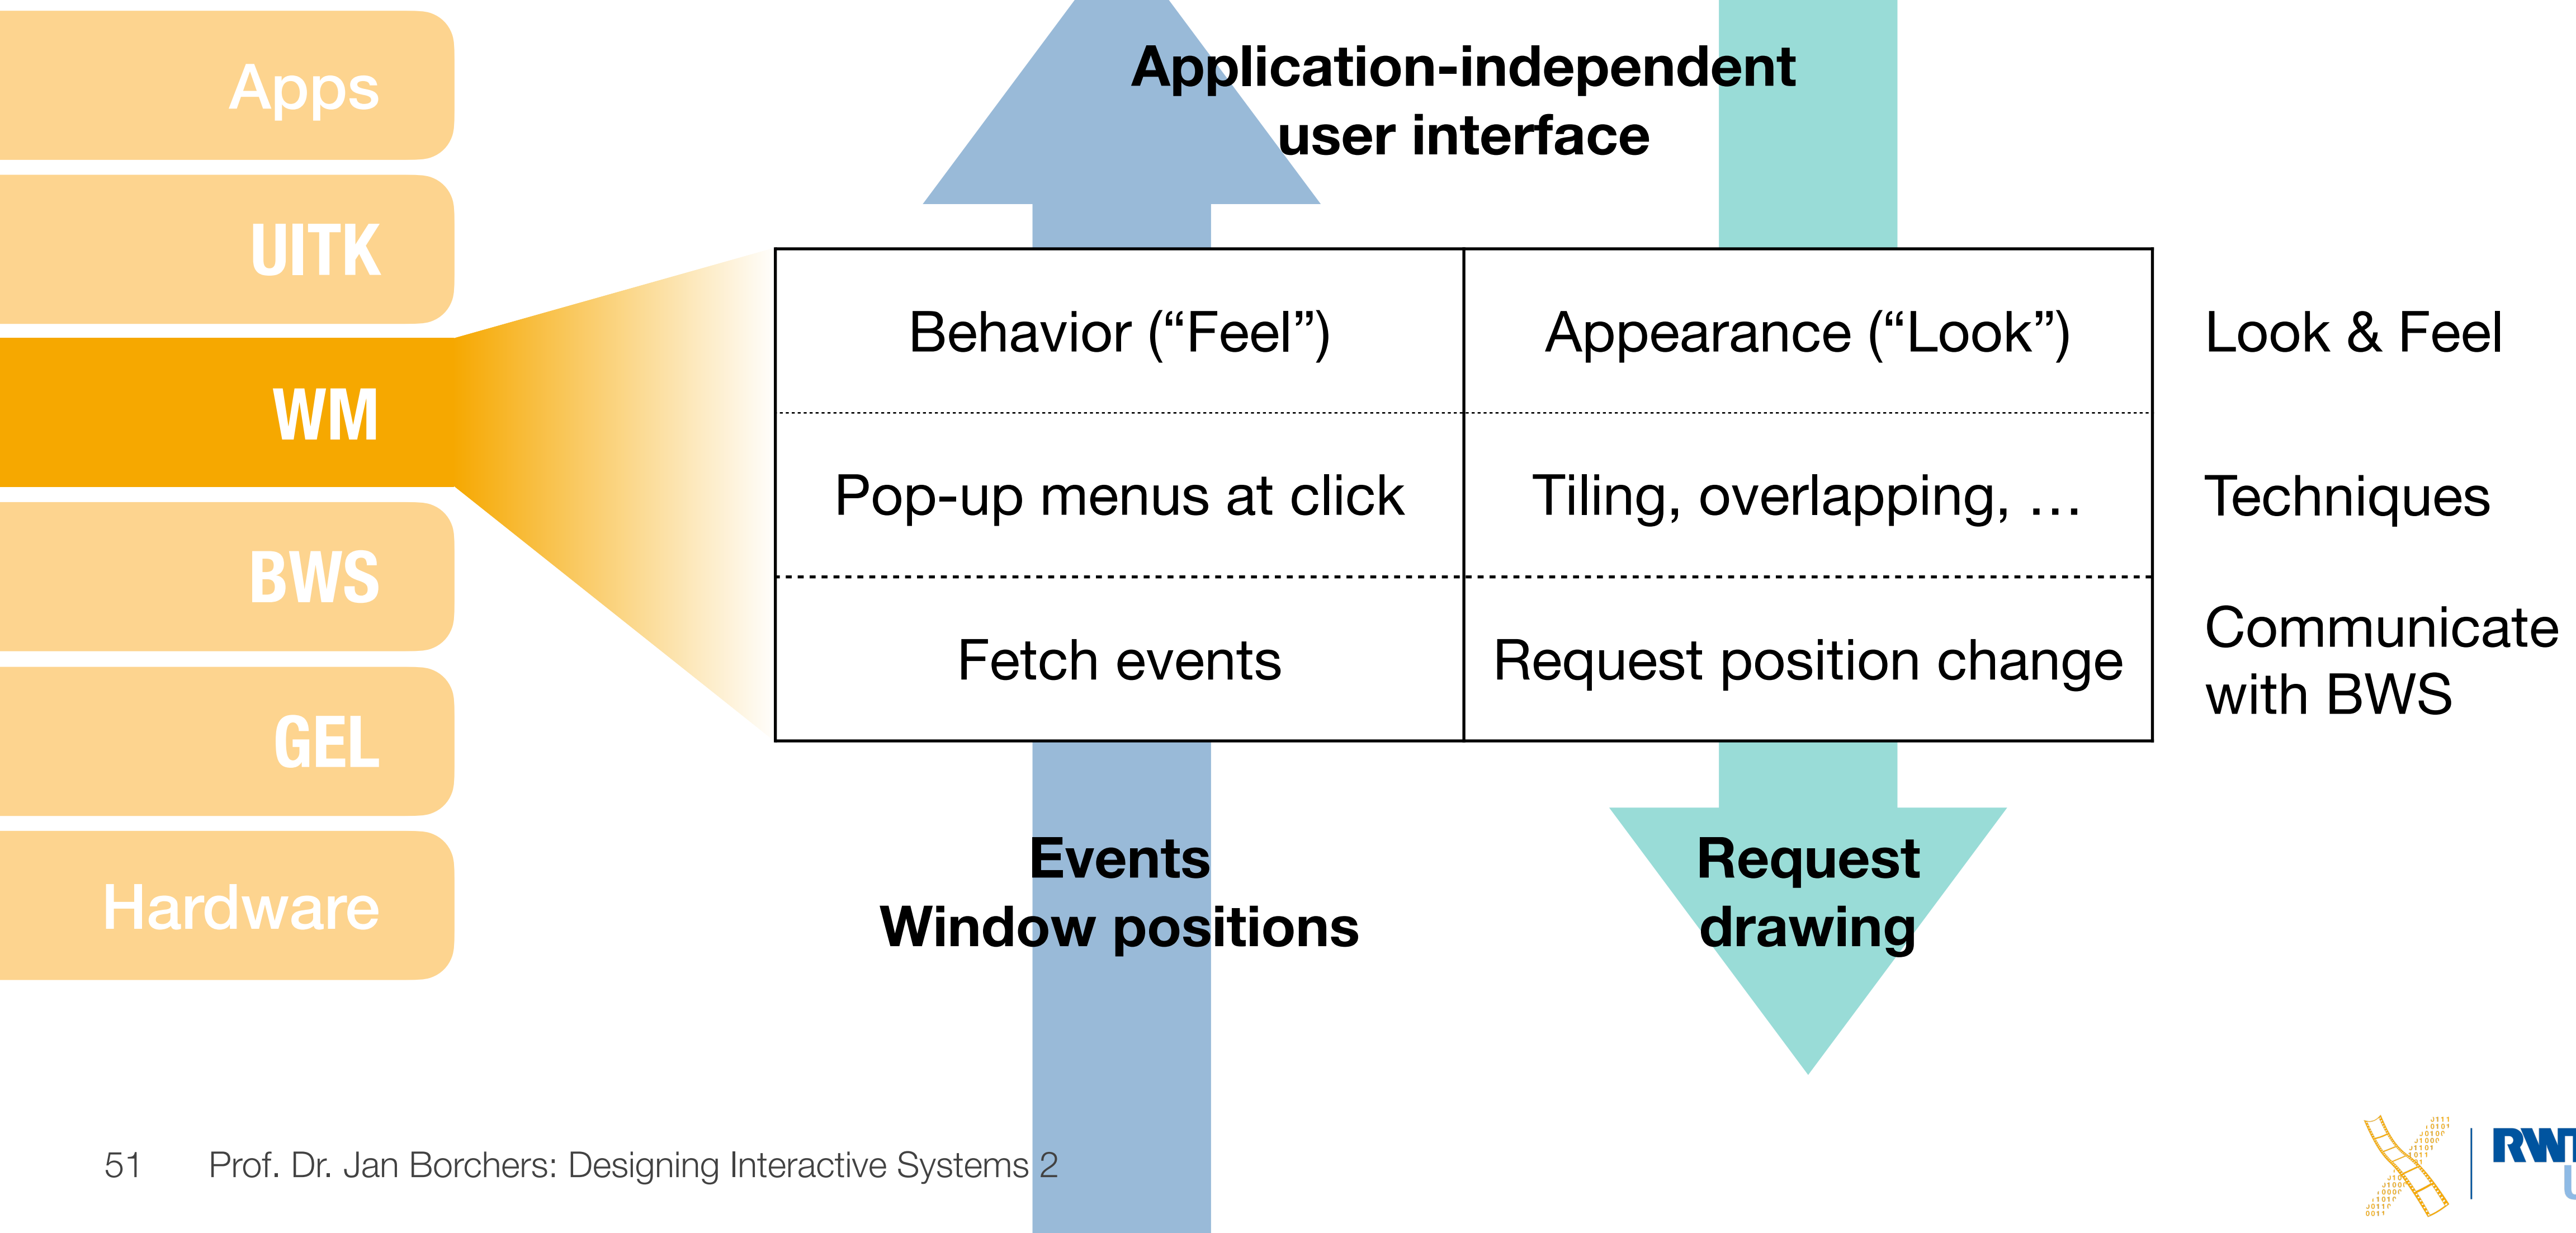 Apps
UITK
WM
BWS
GEL
Hardware
Application-independent
user interface
Behavior (“Feel”)
Appearance (“Look”)
Look & Feel
Pop-up menus at click
Tiling, overlapping, …
Techniques
Fetch events
Request position change
Communicate
with BWS
Events
Window positions
Request
drawing
51
Prof. Dr. Jan Borchers: Designing Interactive Systems 2